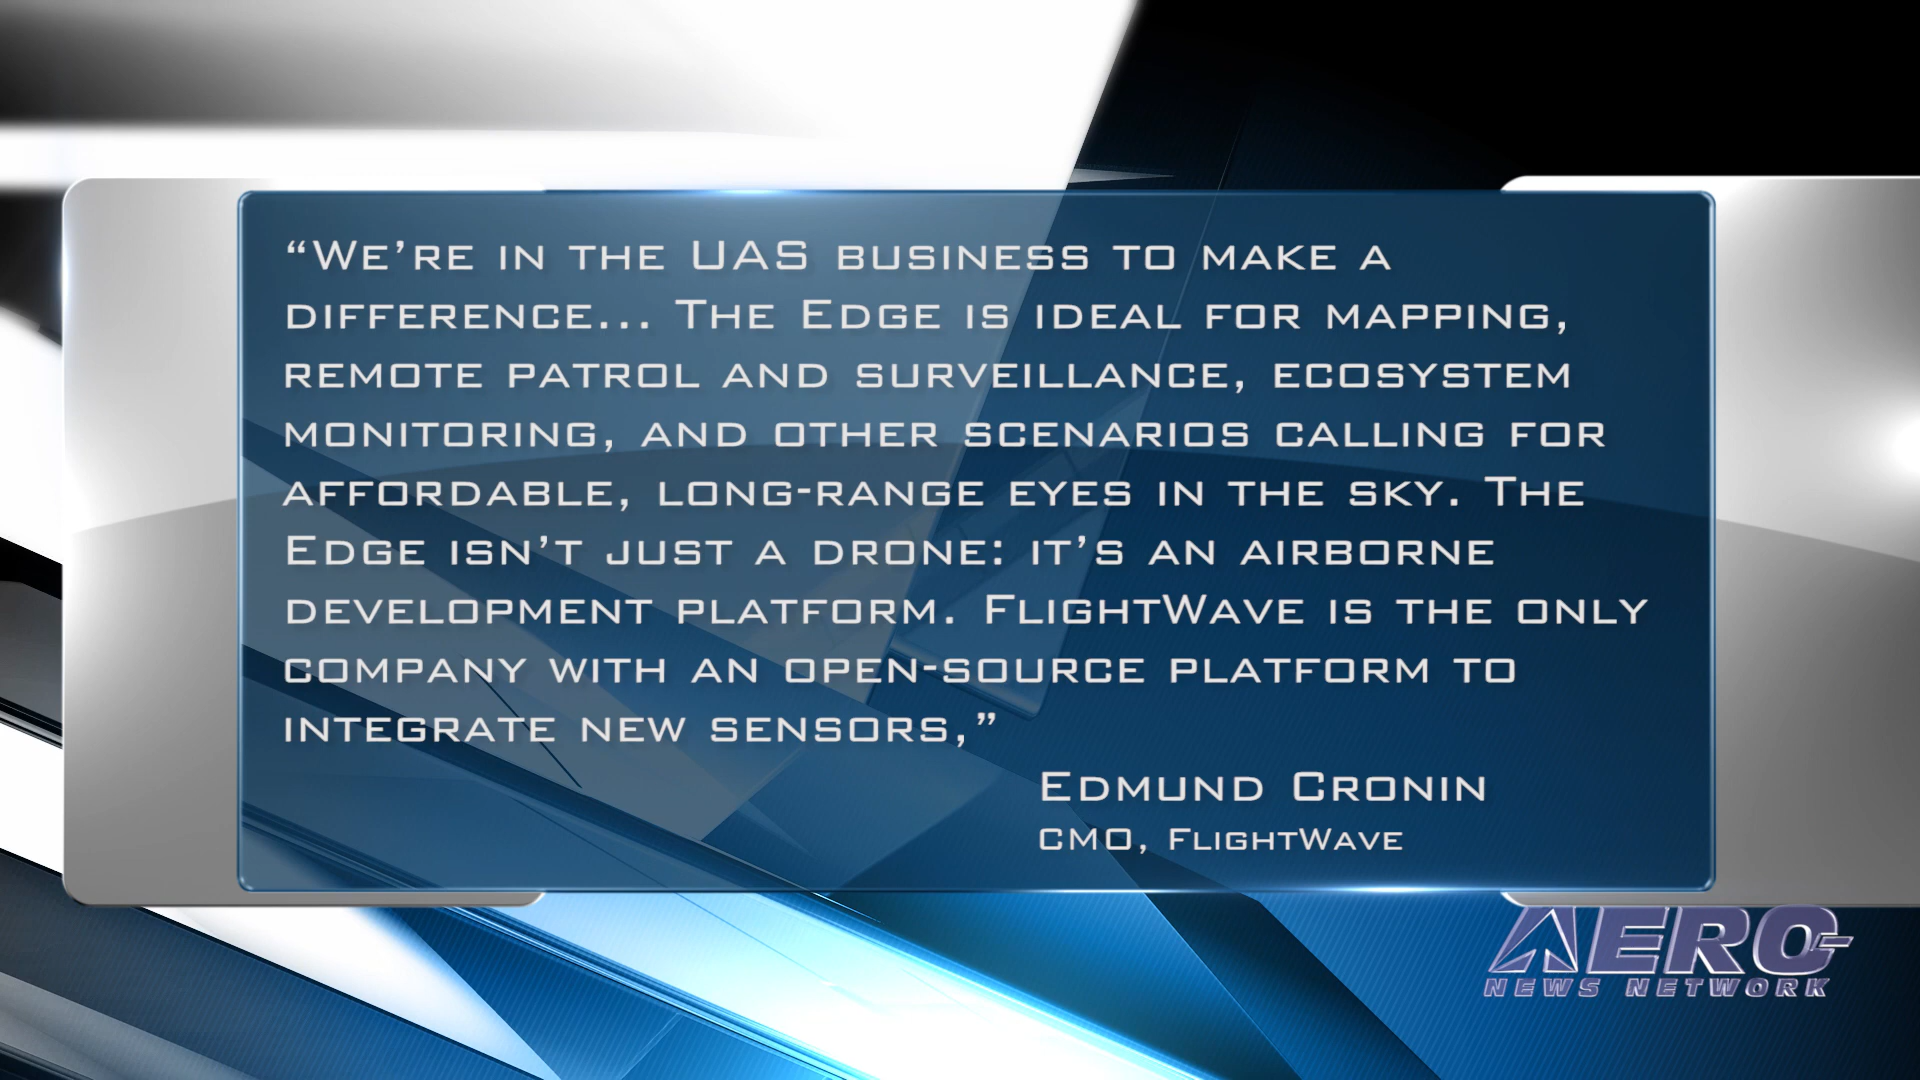 “We’re in the UAS business to make a
difference... The Edge is ideal for mapping,
remote patrol and surveillance, ecosystem
monitoring, and other scenarios calling for
affordable, long-range eyes in the sky. The
Edge isn’t just a drone: it’s an airborne
development platform. FlightWave is the only
company with an open-source platform to
integrate new sensors,”
Edmund Cronin
CMO, FlightWave
AERO-
NEWS NETWORK